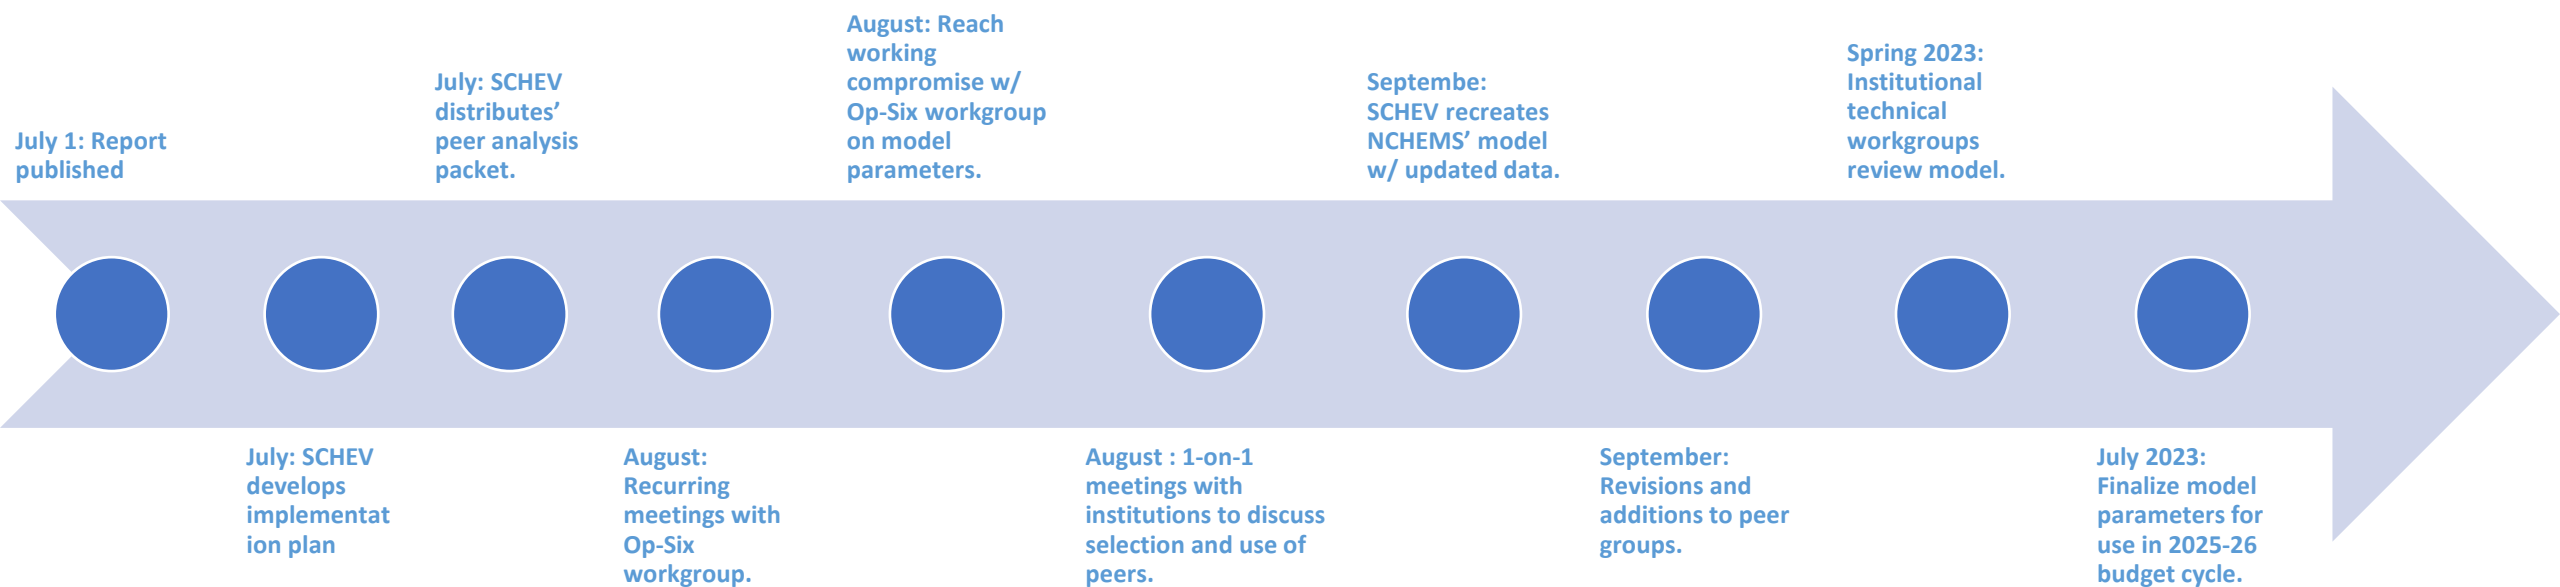 July 1: Report
published
July: SCHEV
develops
implementat
ion plan
July: SCHEV
distributes’
peer analysis
packet.
August:
Recurring
meetings with
Op-Six
workgroup.
August: Reach
working
compromise w/
Op-Six workgroup
on model
parameters.
August : 1-on-1
meetings with
institutions to discuss
selection and use of
peers.
Septembe:
SCHEV recreates
NCHEMS’ model
w/ updated data.
September:
Revisions and
additions to peer
groups.
Spring 2023:
Institutional
technical
workgroups
review model.
July 2023:
Finalize model
parameters for
use in 2025-26
budget cycle.